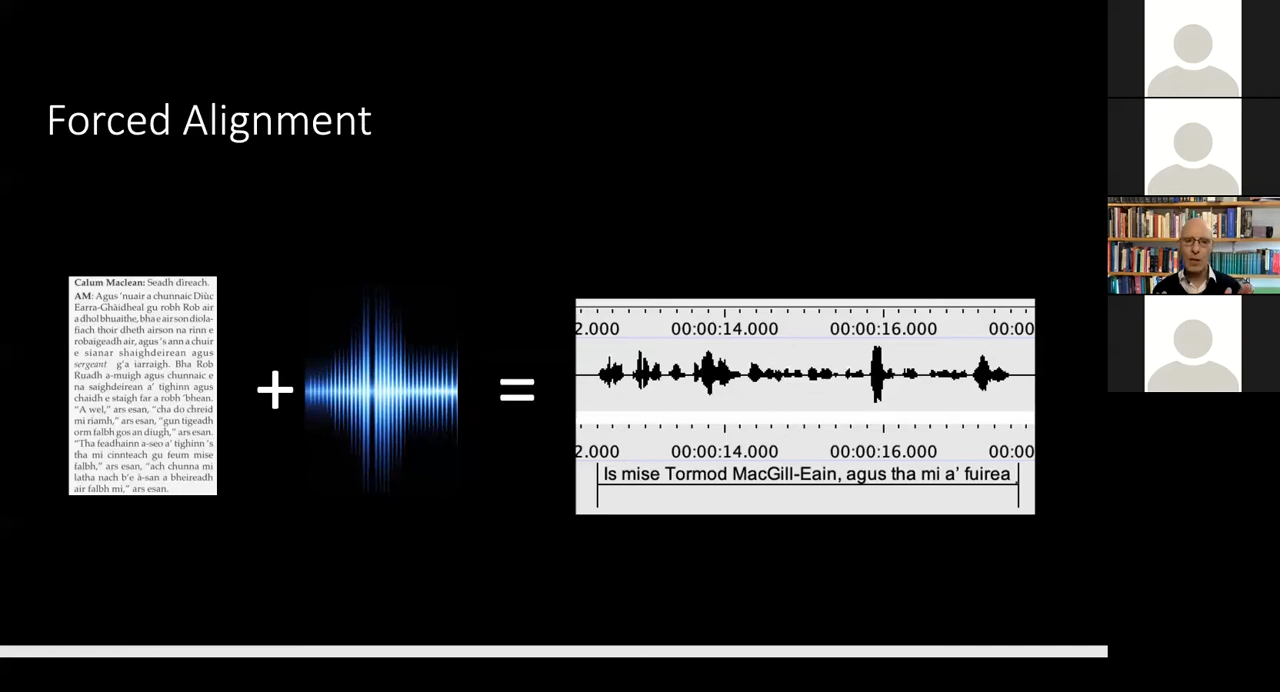 Forced Alignment
Calum Maclean: Seadh direach.
AM: Agus 'nuair a chunnaic Diùc
Earra-Ghàidheal gu robh Rob air
a dhol bhuaithe, bha e air son diola-
fiach thoir dheth airson na rinn e
robaigeadh air, agus 's ann a chuir
e sianar shaighdeirean agus
sergeant g'a iarraigh. Bha Rob
Ruadh a-muigh agus chunnaic e
na saighdeirean a' tighinn agus
chaidh e staigh far a robh 'bhean.
"A wel," ars esan, "cha do chreid
mi riamh," ars esan, "gun tigeadh
orm falbh gos an diugh," ars esan.
"Tha feadhainn a-seo a' tighinn 's
tha mi cinnteach gu feum mise
falbh," ars esan, "ach chunna mi
latha nach b'e à-san a bheireadh
air falbh mi," ars esan.
+
=
2.000 00:00:14.000 00:00:16.000 00:00
2.000 00:00:14.000 00:00:16.000 00:00
Is mise Tormod MacGill-Eain, agus tha mi a' fuirea